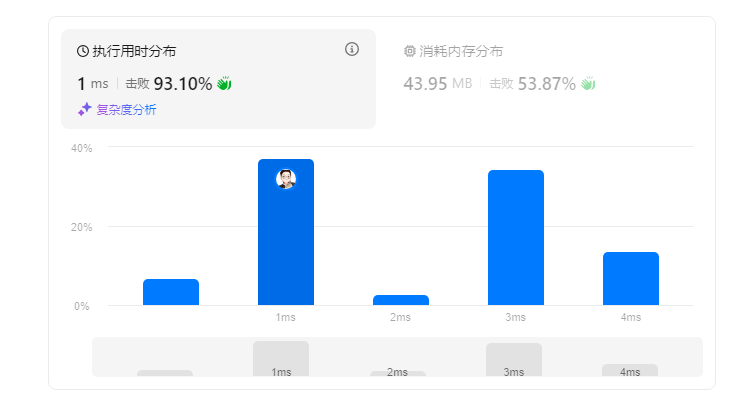 执行用时分布
1 ms 击败 93.10%
复杂度分析
消耗内存分布
43.95 MB 击败 53.87%
40%
20%
0%
1ms 2ms 3ms 4ms
1ms 2ms 3ms 4ms